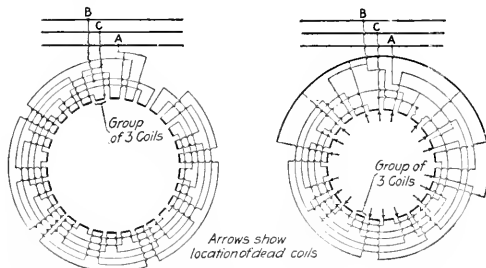 B
C
A
Group
of 3 Coils
B
C
A
Group of
3 Coils
Arrows show
location of dead coils